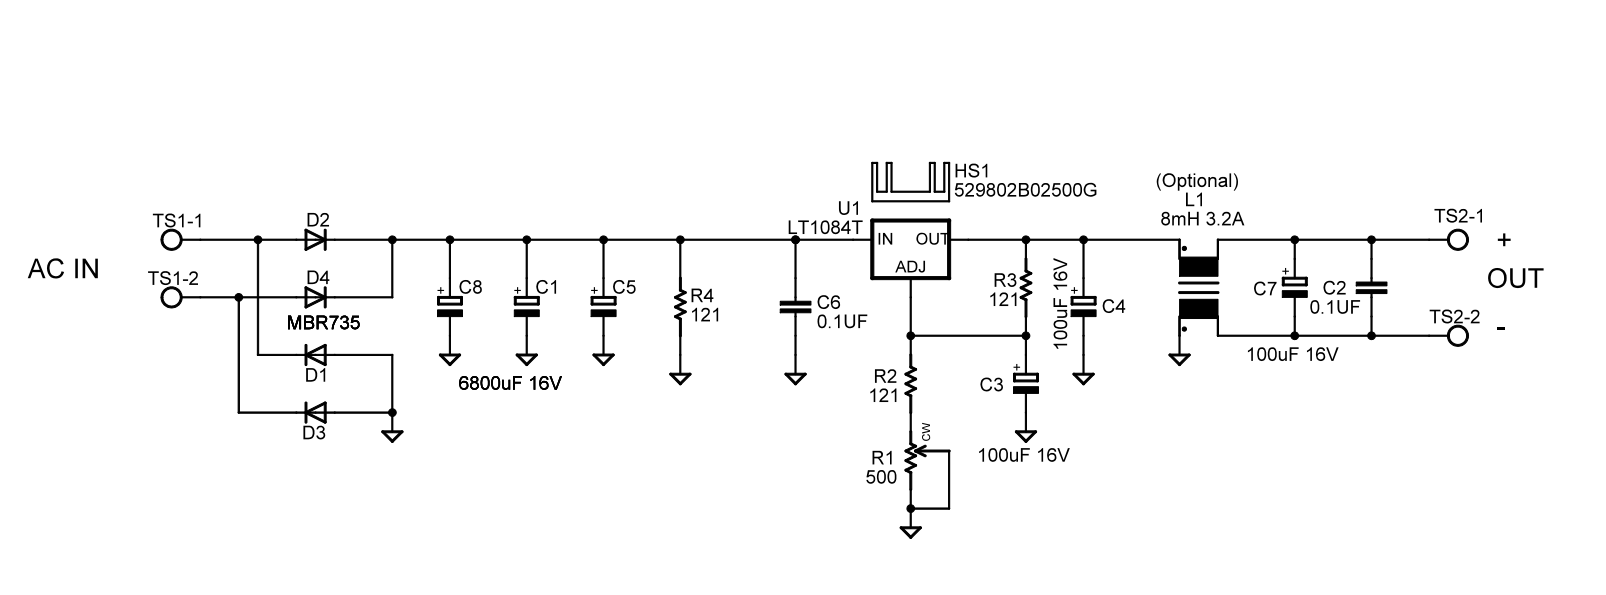 AC IN
TS1-1
TS1-2
D2
D4
MBR735
D1
D3
+
C8
+
C1
+
C5
6800uF 16V
R4
121
C6
0.1UF
HS1
529802B02500G
U1
LT1084T
IN
OUT
ADJ
R3
121
100uF 16V
+
C4
R2
121
+
C3
100uF 16V
CW
R1
500
(Optional)
L1
8mH 3.2A
+
C7
C2
0.1UF
100uF 16V
TS2-1
+
OUT
TS2-2
-